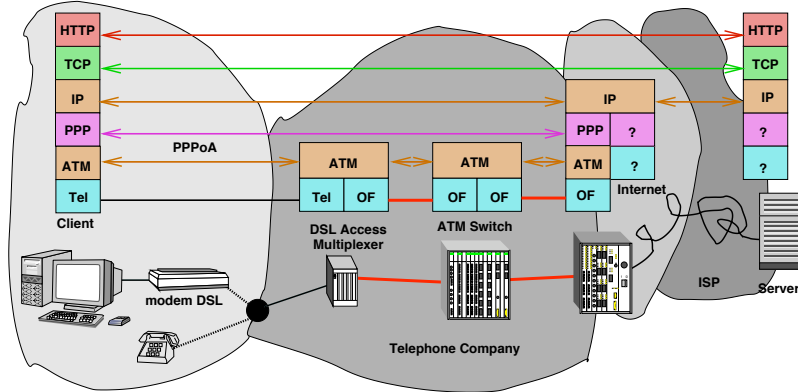 HTTP
HTTP
TCP
TCP
IP
IP
IP
PPP
PPP
?
?
PPPoA
ATM
ATM
ATM
ATM
?
?
Internet
Tel
Tel
OF
OF
OF
OF
Client
DSL Access
Multiplexer
ATM Switch
modem DSL
ISP
Server
Telephone Company